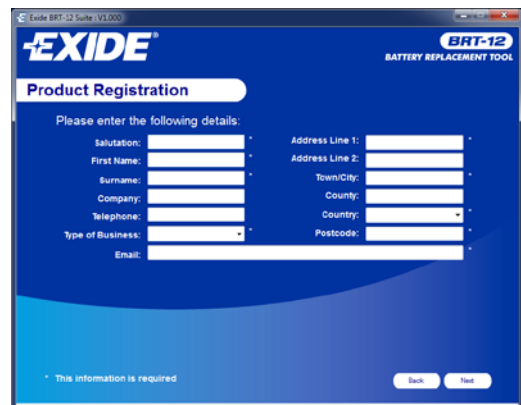 Exide BRT-12 Suite : V1.000
EXIDE®
BRT-12
BATTERY REPLACEMENT TOOL
Product Registration
Please enter the following details:
Salutation: *
First Name: *
Surname: *
Company:
Telephone:
Type of Business: *
Address Line 1: *
Address Line 2:
Town/City: *
County:
Country: *
Postcode: *
Email: *
* This information is required
Back
Next